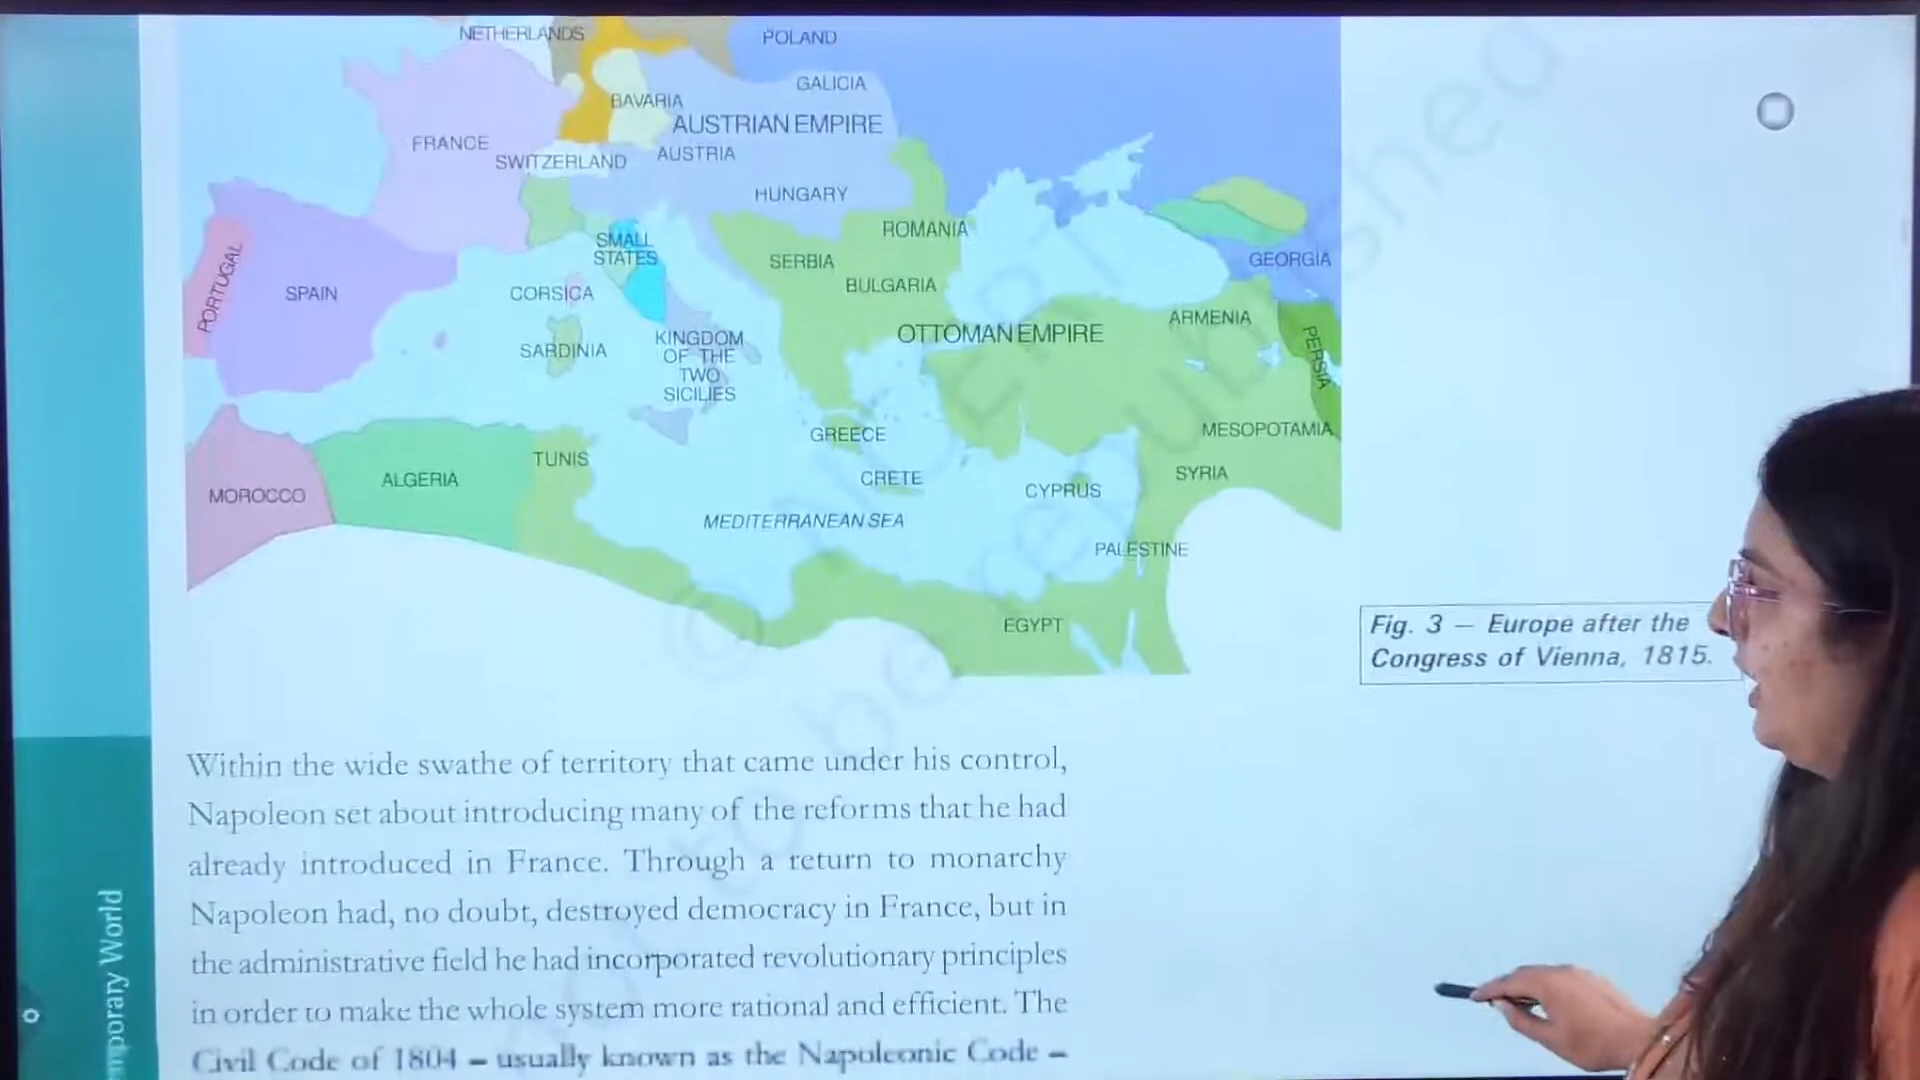 NETHERLANDS
POLAND
GALICIA
BAVARIA
AUSTRIAN EMPIRE
FRANCE
SWITZERLAND
AUSTRIA
HUNGARY
ROMANIA
SMALL
STATES
SERBIA
GEORGIA
PORTUGAL
SPAIN
CORSICA
BULGARIA
ARMENIA
OTTOMAN EMPIRE
PERSIA
SARDINIA
KINGDOM
OF THE
TWO
SICILIES
GREECE
MESOPOTAMIA
TUNIS
ALGERIA
MOROCCO
CRETE
CYPRUS
SYRIA
MEDITERRANEAN SEA
PALESTINE
EGYPT
Fig. 3 — Europe after the
Congress of Vienna, 1815.
Within the wide swathe of territory that came under his control,
Napoleon set about introducing many of the reforms that he had
already introduced in France. Through a return to monarchy
Napoleon had, no doubt, destroyed democracy in France, but in
the administrative field he had incorporated revolutionary principles
in order to make the whole system more rational and efficient. The
Civil Code of 1804 – usually known as the Napoleonic Code –
mporary World
to be